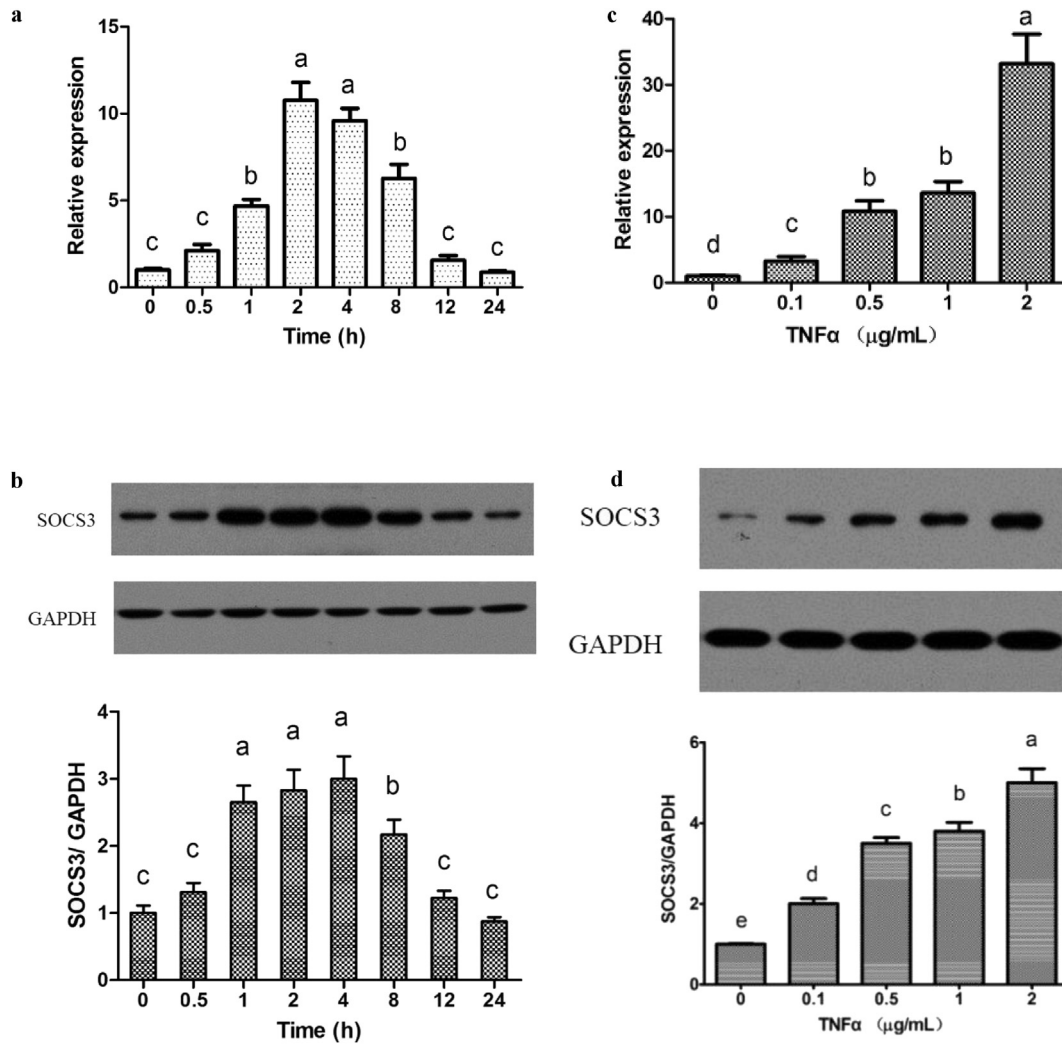 a
Relative expression
15
10
5
0
c c b a a b c c
0 0.5 1 2 4 8 12 24
Time (h)
c
Relative expression
40
30
20
10
0
d c b b a
0 0.1 0.5 1 2
TNFα （μg/mL）
b
SOCS3
GAPDH
SOCS3/ GAPDH
4
3
2
1
0
c c a a a b c c
0 0.5 1 2 4 8 12 24
Time (h)
d
SOCS3
GAPDH
SOCS3/GAPDH
6
4
2
0
e d c b a
0 0.1 0.5 1 2
TNFα （μg/mL）